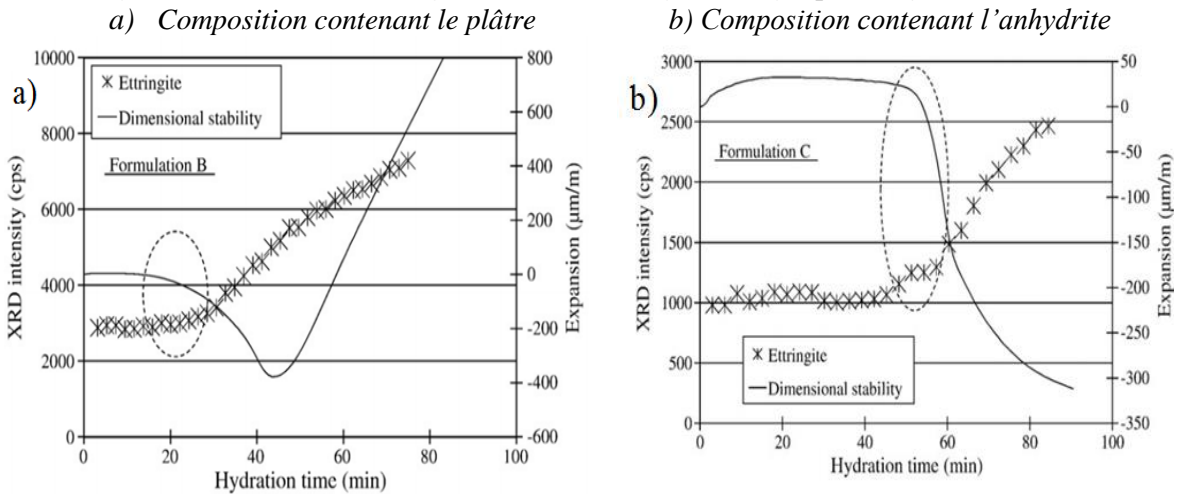 a) Composition contenant le plâtre
b) Composition contenant l'anhydrite
a)
10000
8000
6000
4000
2000
0
XRD intensity (cps)
Ettringite
Dimensional stability
Formulation B
800
600
400
200
0
-200
-400
-600
Expansion (µm/m)
0
20
40
60
80
100
Hydration time (min)
b)
3000
2500
2000
1500
1000
500
0
XRD intensity (cps)
Formulation C
Ettringite
Dimensional stability
50
0
-50
-100
-150
-200
-250
-300
-350
Expansion (µm/m)
0
20
40
60
80
100
Hydration time (min)